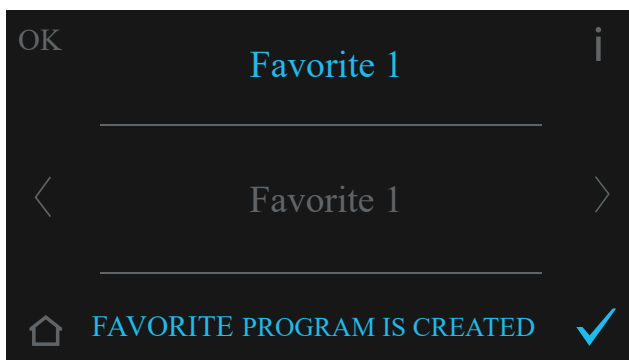 OK
Favorite 1
i
Favorite 1
FAVORITE PROGRAM IS CREATED